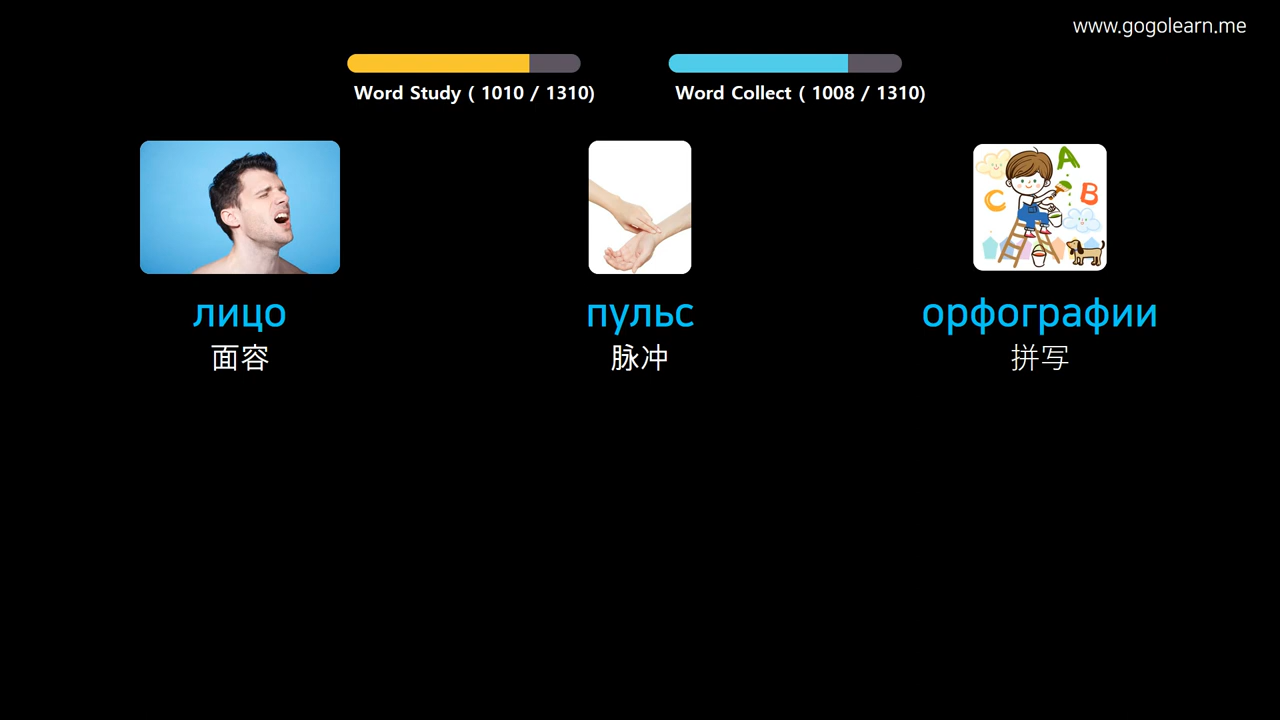 www.gogolearn.me
Word Study ( 1010 / 1310)
Word Collect ( 1008 / 1310)
A
B
C
лицо
пульс
орфографии
面容
脉冲
拼写